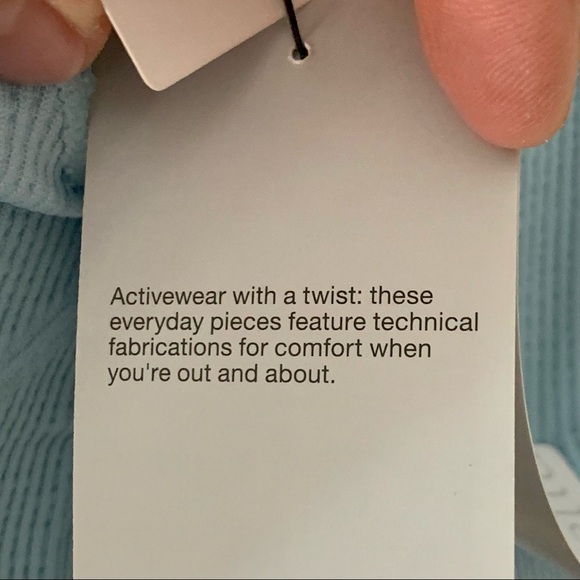 Activewear with a twist: these
everyday pieces feature technical
fabrications for comfort when
you're out and about.